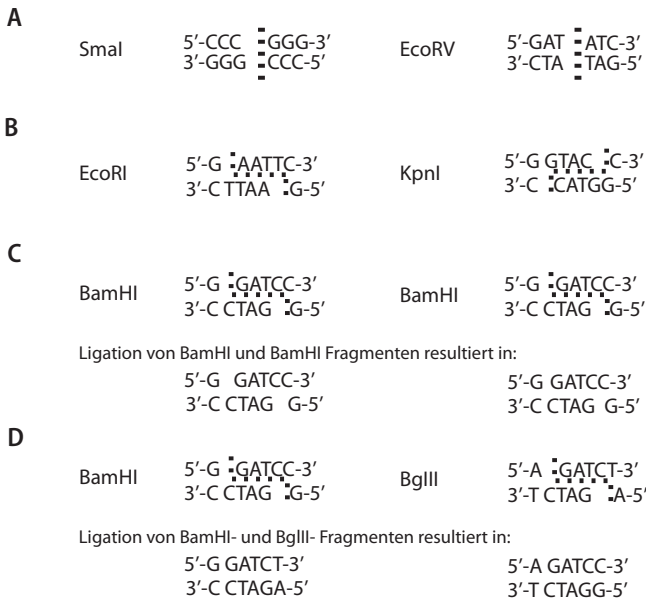 A
SmaI 5′-CCC GGG-3′ EcoRV 5′-GAT ATC-3′
3′-GGG CCC-5′ 3′-CTA TAG-5′
B
EcoRI 5′-G AATTC-3′ KpnI 5′-G GTAC C-3′
3′-C TTAA G-5′ 3′-C CATGG-5′
C
BamHI 5′-G GATCC-3′ BamHI 5′-G GATCC-3′
3′-C CTAG G-5′ 3′-C CTAG G-5′
Ligation von BamHI und BamHI Fragmenten resultiert in:
5′-G GATCC-3′ 5′-G GATCC-3′
3′-C CTAG G-5′ 3′-C CTAG G-5′
D
BamHI 5′-G GATCC-3′ BglII 5′-A GATCT-3′
3′-C CTAG G-5′ 3′-T CTAG A-5′
Ligation von BamHI- und BglII- Fragmenten resultiert in:
5′-G GATCT-3′ 5′-A GATCC-3′
3′-C CTAGA-5′ 3′-T CTAGG-5′